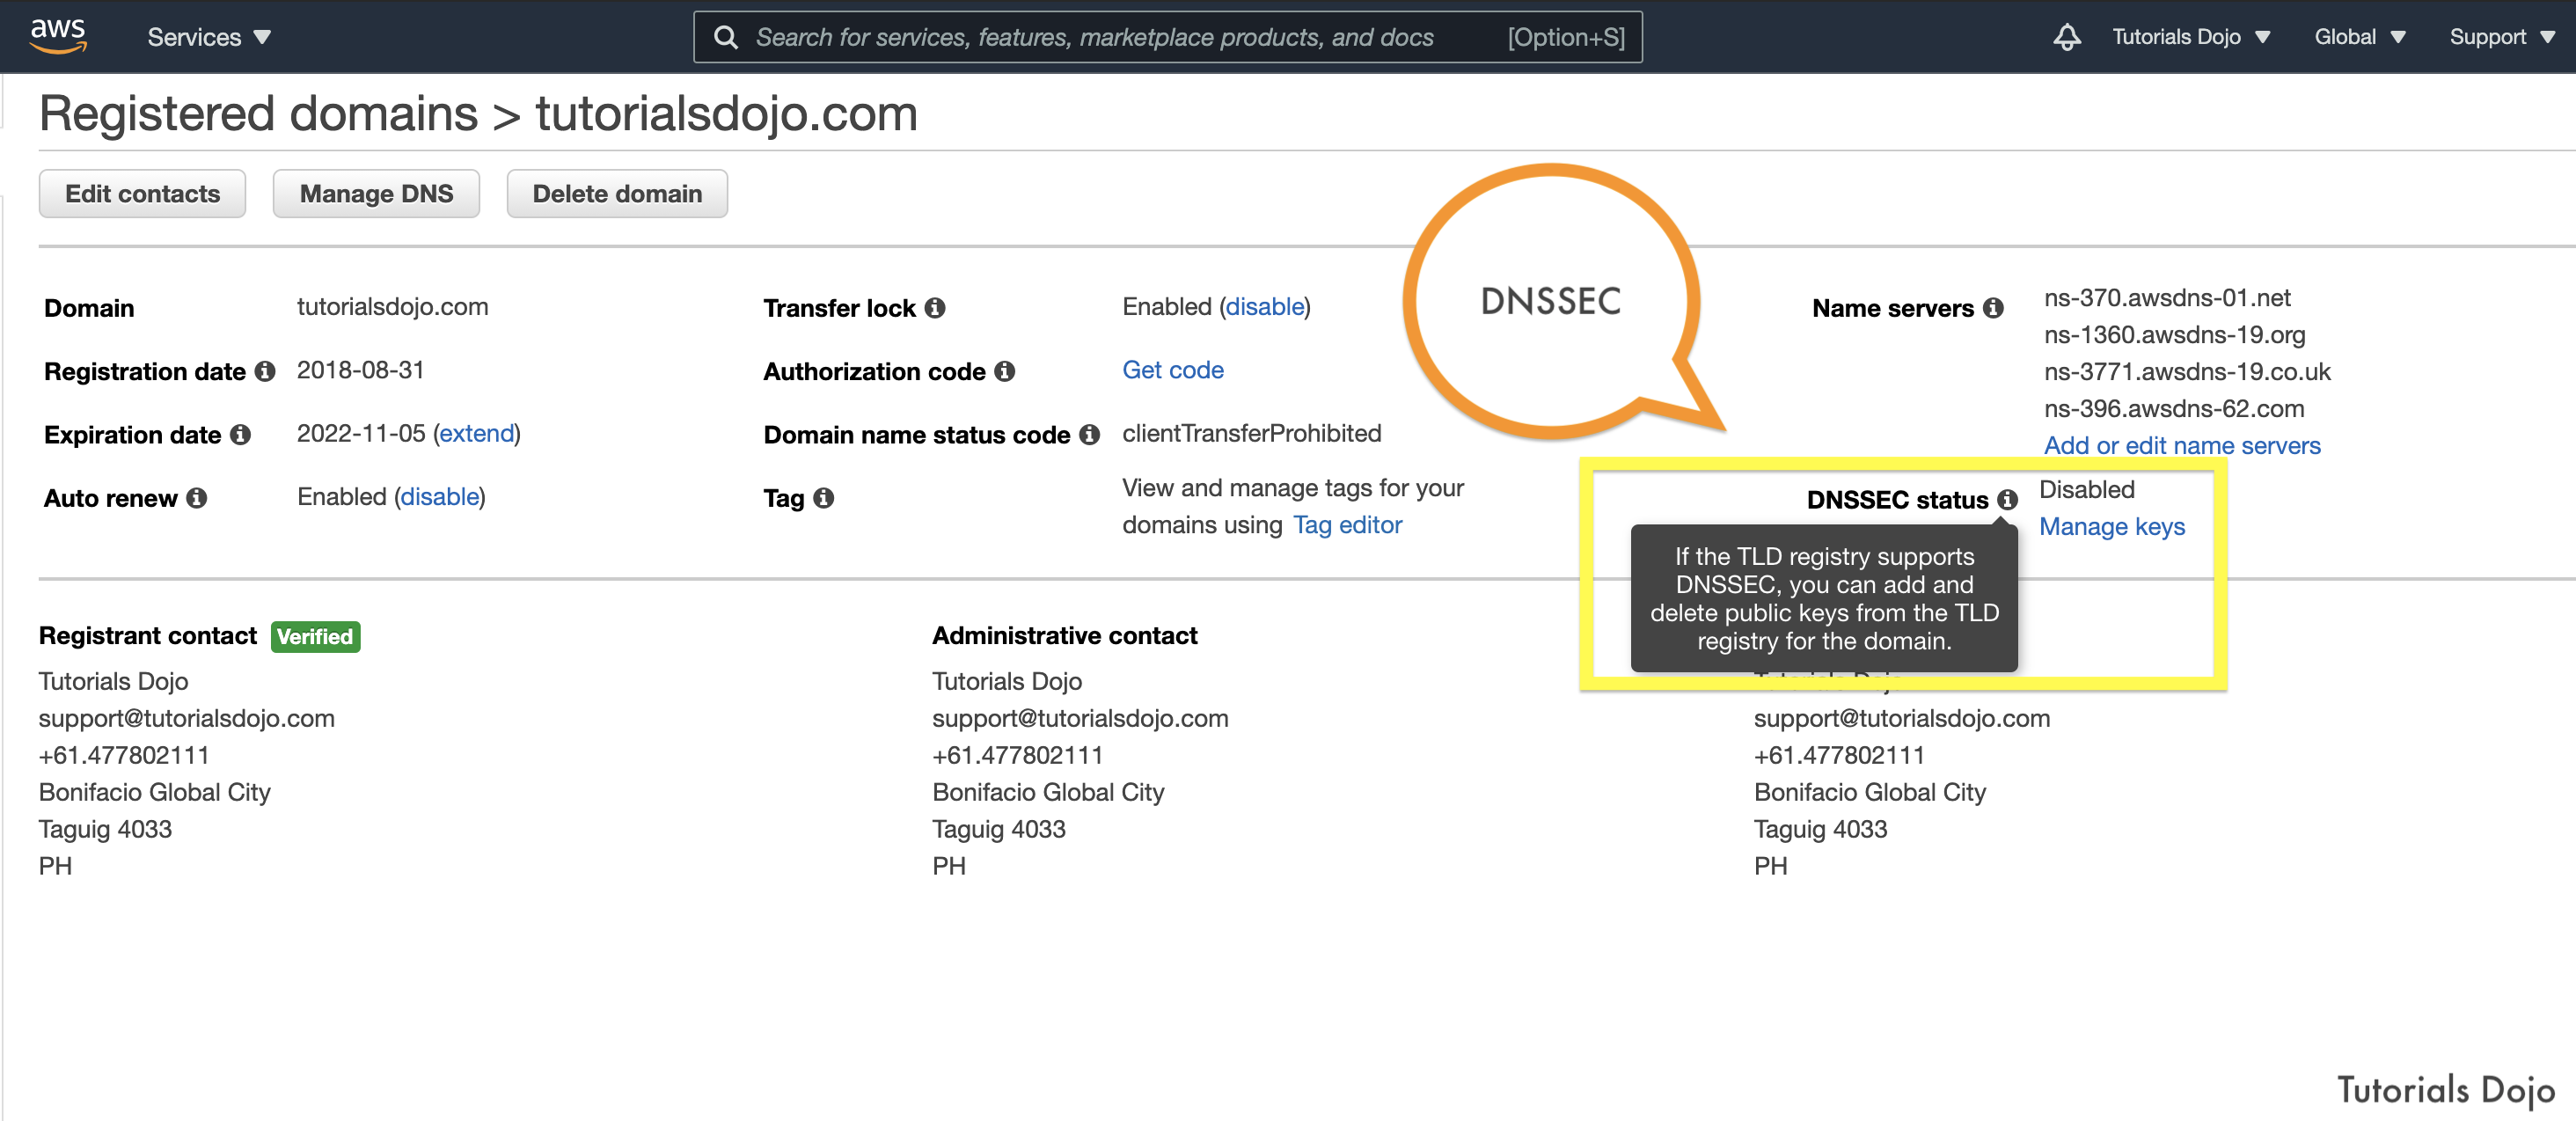 aws
Services
Search for services, features, marketplace products, and docs [Option+S]
Tutorials Dojo
Global
Support
Registered domains > tutorialsdojo.com
Edit contacts
Manage DNS
Delete domain
DNSSEC
Domain tutorialsdojo.com
Registration date 2018-08-31
Expiration date 2022-11-05 (extend)
Auto renew Enabled (disable)
Transfer lock Enabled (disable)
Authorization code Get code
Domain name status code clientTransferProhibited
Tag View and manage tags for your
domains using Tag editor
Name servers ns-370.awsdns-01.net
ns-1360.awsdns-19.org
ns-3771.awsdns-19.co.uk
ns-396.awsdns-62.com
Add or edit name servers
DNSSEC status Disabled
Manage keys
If the TLD registry supports
DNSSEC, you can add and
delete public keys from the TLD
registry for the domain.
Registrant contact Verified
Tutorials Dojo
support@tutorialsdojo.com
+61.477802111
Bonifacio Global City
Taguig 4033
PH
Administrative contact
Tutorials Dojo
support@tutorialsdojo.com
+61.477802111
Bonifacio Global City
Taguig 4033
PH
Tutorials Dojo
support@tutorialsdojo.com
+61.477802111
Bonifacio Global City
Taguig 4033
PH
Tutorials Dojo